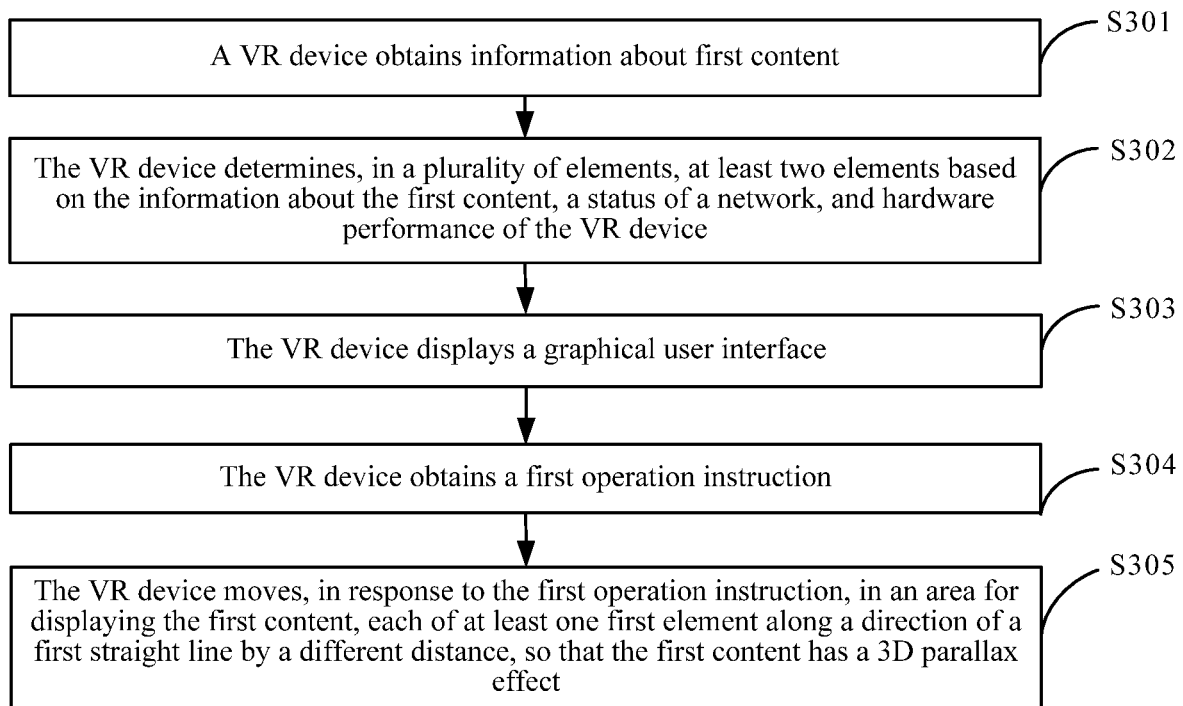 S301
A VR device obtains information about first content
S302
The VR device determines, in a plurality of elements, at least two elements based
on the information about the first content, a status of a network, and hardware
performance of the VR device
S303
The VR device displays a graphical user interface
S304
The VR device obtains a first operation instruction
S305
The VR device moves, in response to the first operation instruction, in an area for
displaying the first content, each of at least one first element along a direction of a
first straight line by a different distance, so that the first content has a 3D parallax
effect